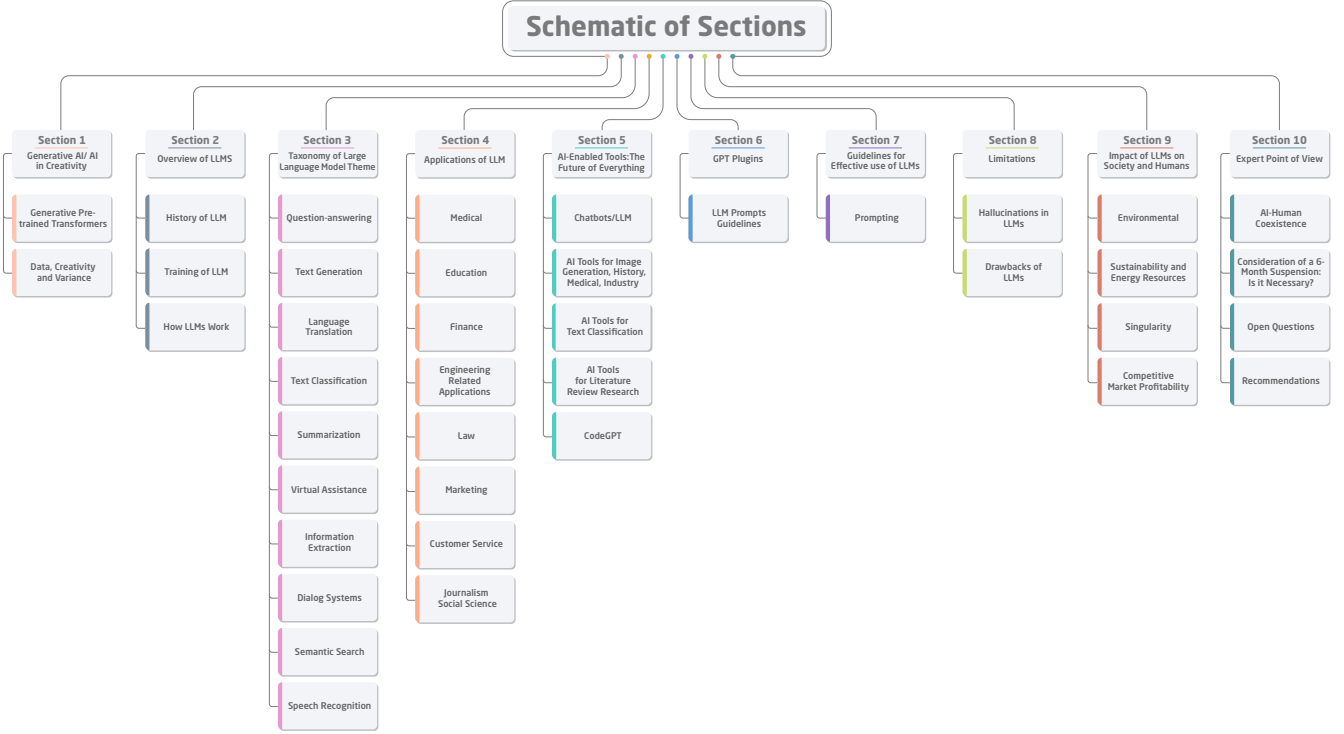 Schematic of Sections
Section 1
Generative AI/ AI
in Creativity
Generative Pre-
trained Transformers
Data, Creativity
and Variance
Section 2
Overview of LLMS
History of LLM
Training of LLM
How LLMs Work
Section 3
Taxonomy of Large
Language Model Theme
Question-answering
Text Generation
Language
Translation
Text Classification
Summarization
Virtual Assistance
Information
Extraction
Dialog Systems
Semantic Search
Speech Recognition
Section 4
Applications of LLM
Medical
Education
Finance
Engineering
Related
Applications
Law
Marketing
Customer Service
Journalism
Social Science
Section 5
AI-Enabled Tools:The
Future of Everything
Chatbots/LLM
AI Tools for Image
Generation, History,
Medical, Industry
AI Tools for
Text Classification
AI Tools
for Literature
Review Research
CodeGPT
Section 6
GPT Plugins
LLM Prompts
Guidelines
Section 7
Guidelines for
Effective use of LLMs
Prompting
Section 8
Limitations
Hallucinations in
LLMs
Drawbacks of
LLMs
Section 9
Impact of LLMs on
Society and Humans
Environmental
Sustainability and
Energy Resources
Singularity
Competitive
Market Profitability
Section 10
Expert Point of View
AI-Human
Coexistence
Consideration of a 6-
Month Suspension:
Is it Necessary?
Open Questions
Recommendations